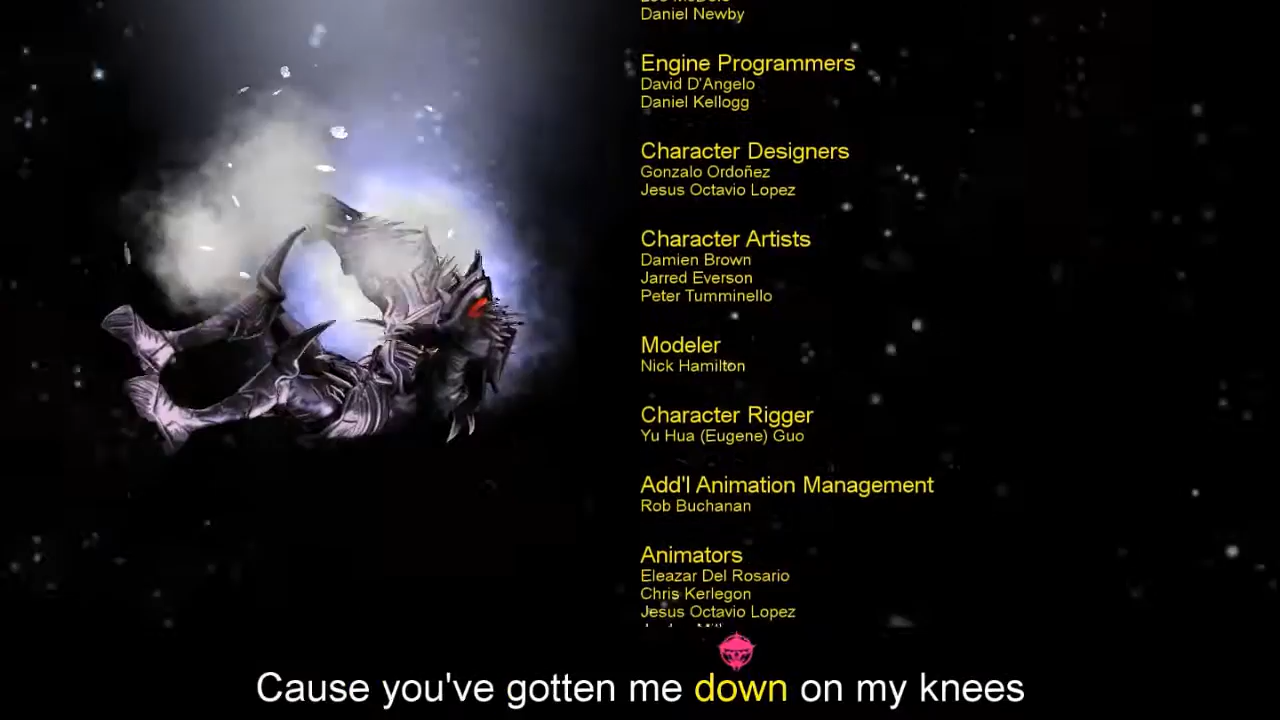 Daniel Newby
Engine Programmers
David D'Angelo
Daniel Kellogg
Character Designers
Gonzalo Ordoñez
Jesus Octavio Lopez
Character Artists
Damien Brown
Jarred Everson
Peter Tumminello
Modeler
Nick Hamilton
Character Rigger
Yu Hua (Eugene) Guo
Add'l Animation Management
Rob Buchanan
Animators
Eleazar Del Rosario
Chris Kerlegon
Jesus Octavio Lopez
Cause you've gotten me down on my knees